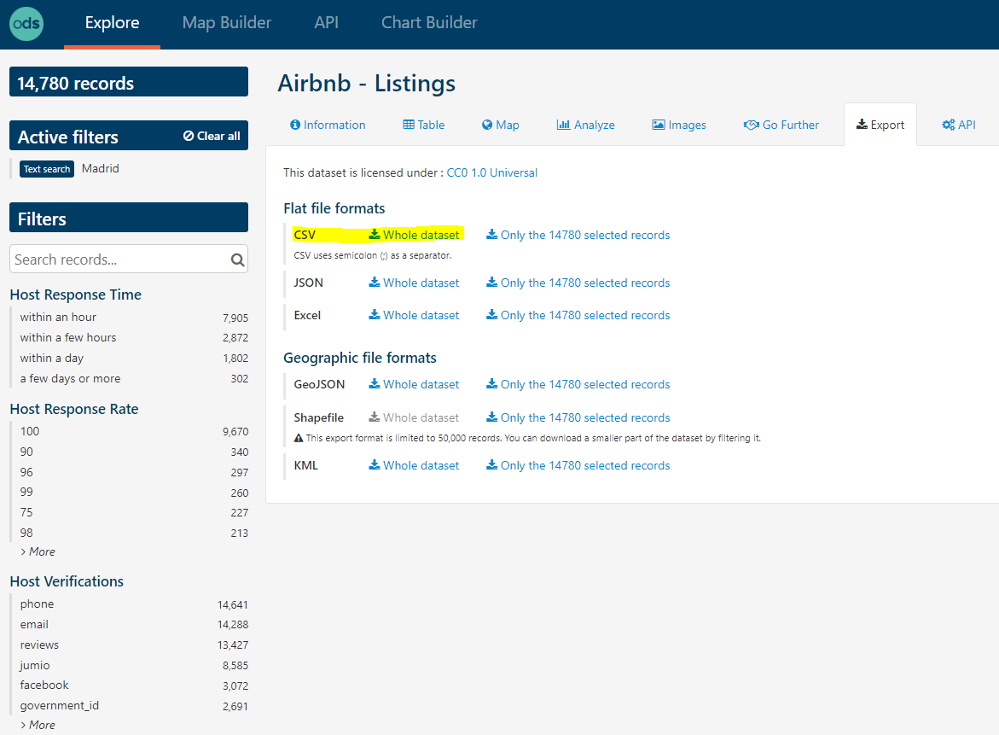 ods Explore Map Builder API Chart Builder
14,780 records
Active filters Clear all
Text search Madrid
Filters
Search records...
Host Response Time
within an hour 7,905
within a few hours 2,872
within a day 1,802
a few days or more 302
Host Response Rate
100 9,670
90 340
96 297
99 260
75 227
98 213
> More
Host Verifications
phone 14,641
email 14,288
reviews 13,427
jumio 8,585
facebook 3,072
government_id 2,691
> More
Airbnb - Listings
Information Table Map Analyze Images Go Further Export API
This dataset is licensed under : CC0 1.0 Universal
Flat file formats
CSV Whole dataset Only the 14780 selected records
CSV uses semicolon (;) as a separator.
JSON Whole dataset Only the 14780 selected records
Excel Whole dataset Only the 14780 selected records
Geographic file formats
GeoJSON Whole dataset Only the 14780 selected records
Shapefile Whole dataset Only the 14780 selected records
This export format is limited to 50,000 records. You can download a smaller part of the dataset by filtering it.
KML Whole dataset Only the 14780 selected records